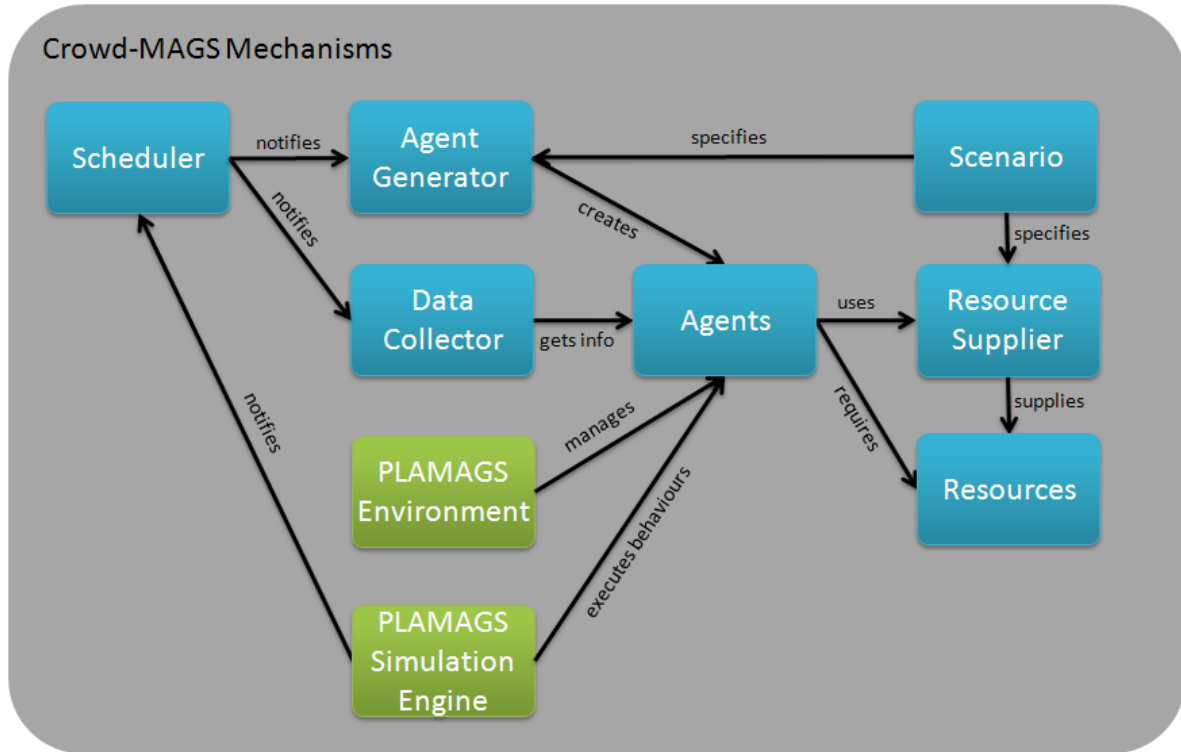 Crowd-MAGS Mechanisms
Scheduler
notifies
Agent
Generator
specifies
Scenario
notifies
creates
specifies
Data
Collector
gets info
Agents
uses
Resource
Supplier
notifies
manages
requires
supplies
PLAMAGS
Environment
executes behaviours
Resources
PLAMAGS
Simulation
Engine